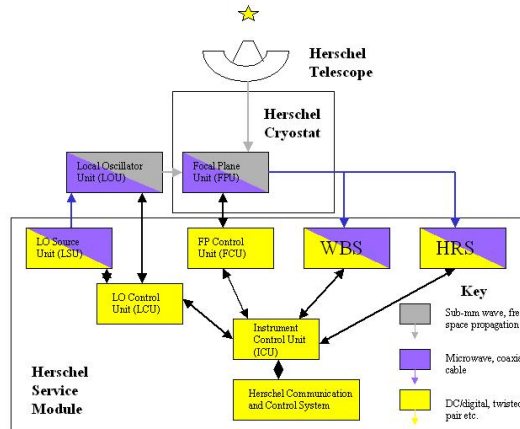 Herschel
Telescope
Herschel
Cryostat
Local Oscillator
Unit (LOU)
Focal Plane
Unit (FPU)
LO Source
Unit (LSU)
FP Control
Unit (FCU)
WBS
HRS
LO Control
Unit (LCU)
Key
Sub-mm wave, fre
space propagation
Instrument Control
Unit
(ICU)
Microwave, coaxia
cable
Herschel
Service
Module
Herschel Communication
and Control System
DC/digital, twisted
pair etc.